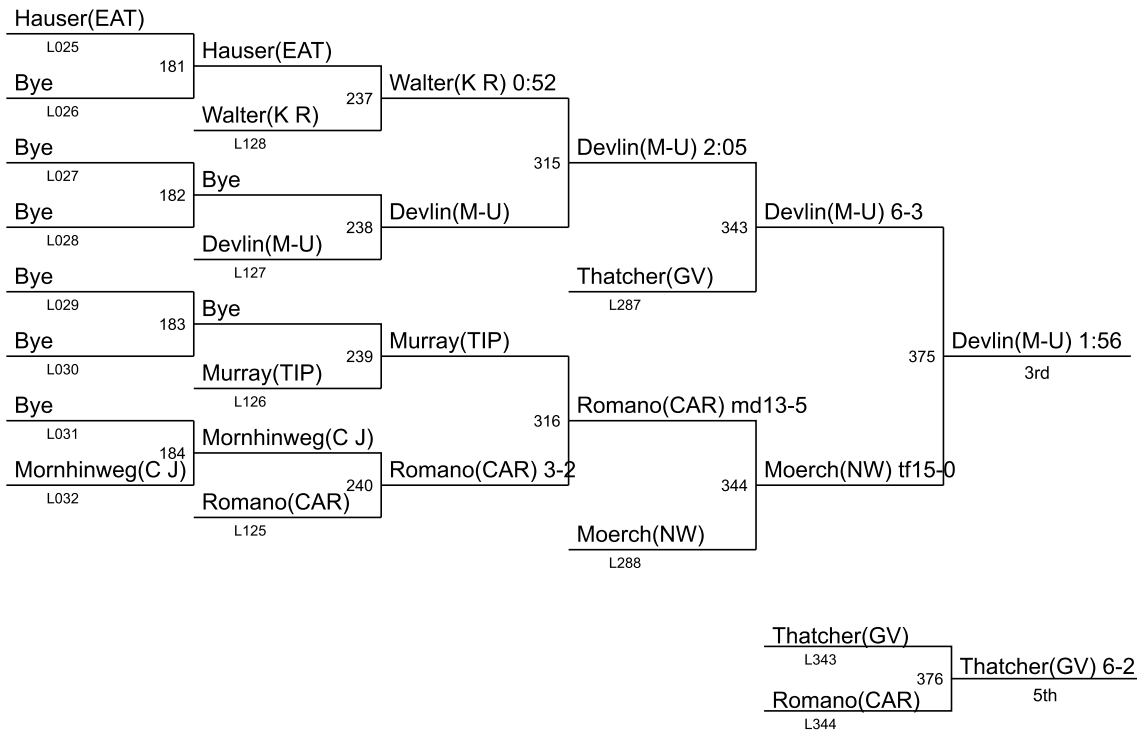 Hauser(EAT)
L025
181
Hauser(EAT)
Bye
L026
237
Walter(K R) 0:52
Walter(K R)
L128
Bye
L027
315
Devlin(M-U) 2:05
182
Bye
Bye
L028
238
Devlin(M-U)
343
Devlin(M-U) 6-3
Devlin(M-U)
L127
Thatcher(GV)
L287
Bye
L029
183
Bye
Bye
L030
239
Murray(TIP)
375
Devlin(M-U) 1:56
3rd
Murray(TIP)
L126
Bye
L031
316
Romano(CAR) md13-5
184
Mornhinweg(C J)
Mornhinweg(C J)
L032
240
Romano(CAR) 3-2
344
Moerch(NW) tf15-0
Romano(CAR)
L125
Moerch(NW)
L288
Thatcher(GV)
L343
376
Thatcher(GV) 6-2
5th
Romano(CAR)
L344